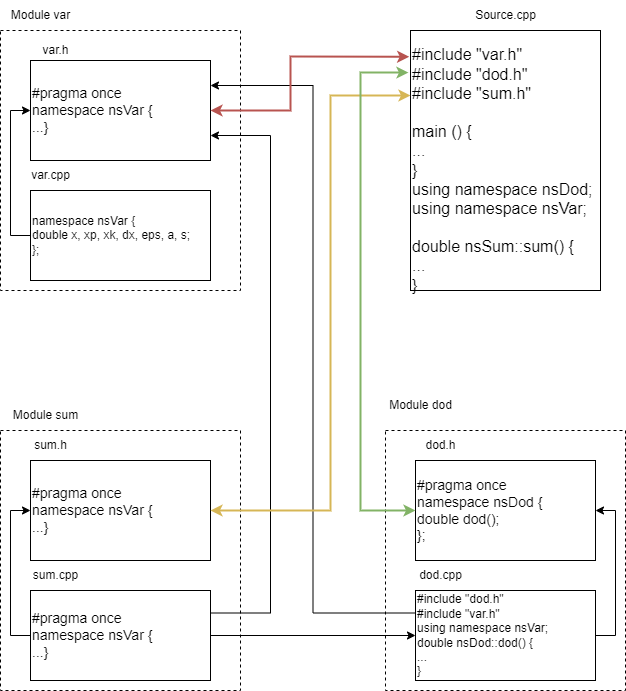 Module var
var.h
#pragma once
namespace nsVar {
...}
var.cpp
namespace nsVar {
double x, xp, xk, dx, eps, a, s;
};
Source.cpp
#include "var.h"
#include "dod.h"
#include "sum.h"
main () {
...
}
using namespace nsDod;
using namespace nsVar;
double nsSum::sum() {
...
}
Module sum
sum.h
#pragma once
namespace nsVar {
...}
sum.cpp
#pragma once
namespace nsVar {
...}
Module dod
dod.h
#pragma once
namespace nsDod {
double dod();
};
dod.cpp
#include "dod.h"
#include "var.h"
using namespace nsVar;
double nsDod::dod() {
...
}